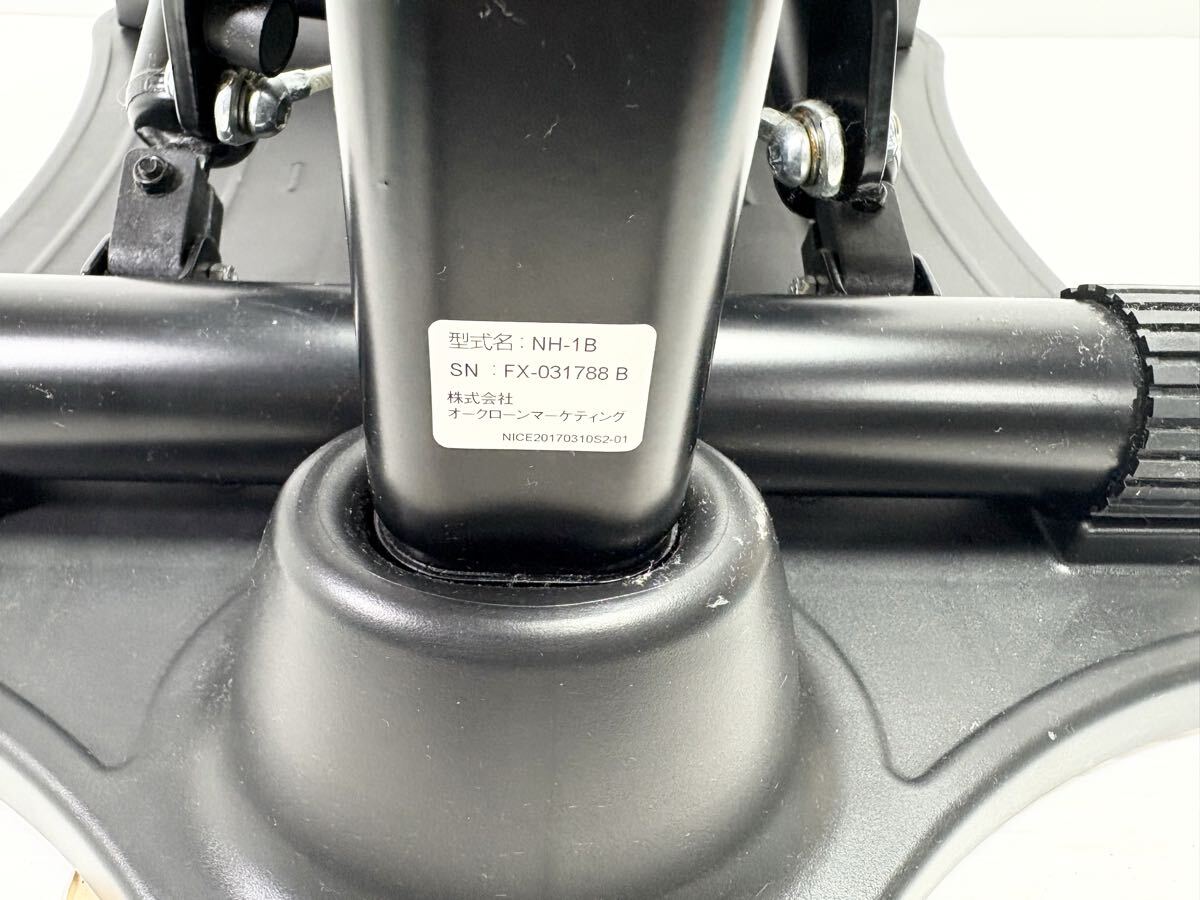 型式名：NH-1B
SN ：FX-031788 B
株式会社
オークローンマーケティング
NICE20170310S2-01